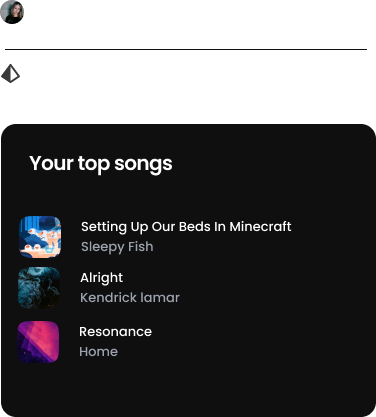 Your top songs
Setting Up Our Beds In Minecraft
Sleepy Fish
Alright
Kendrick lamar
Resonance
Home